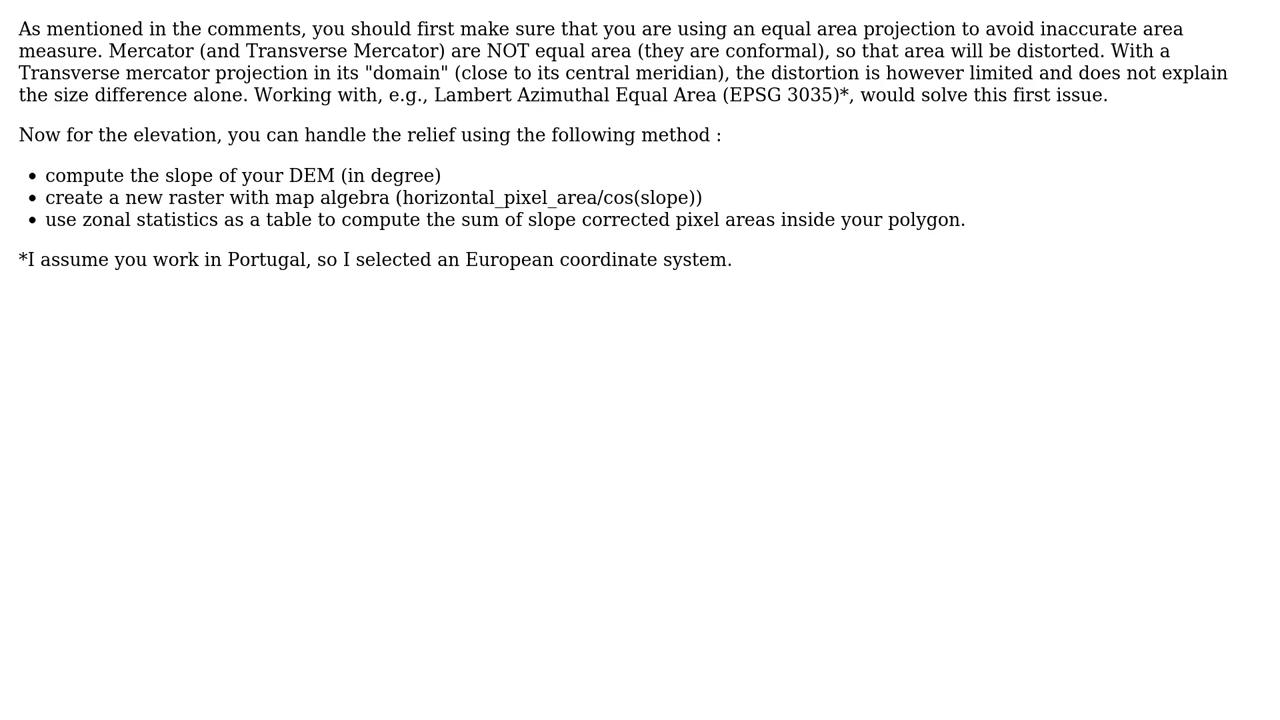 As mentioned in the comments, you should first make sure that you are using an equal area projection to avoid inaccurate area
measure. Mercator (and Transverse Mercator) are NOT equal area (they are conformal), so that area will be distorted. With a
Transverse mercator projection in its "domain" (close to its central meridian), the distortion is however limited and does not explain
the size difference alone. Working with, e.g., Lambert Azimuthal Equal Area (EPSG 3035)*, would solve this first issue.
Now for the elevation, you can handle the relief using the following method :
• compute the slope of your DEM (in degree)
• create a new raster with map algebra (horizontal_pixel_area/cos(slope))
• use zonal statistics as a table to compute the sum of slope corrected pixel areas inside your polygon.
*I assume you work in Portugal, so I selected an European coordinate system.